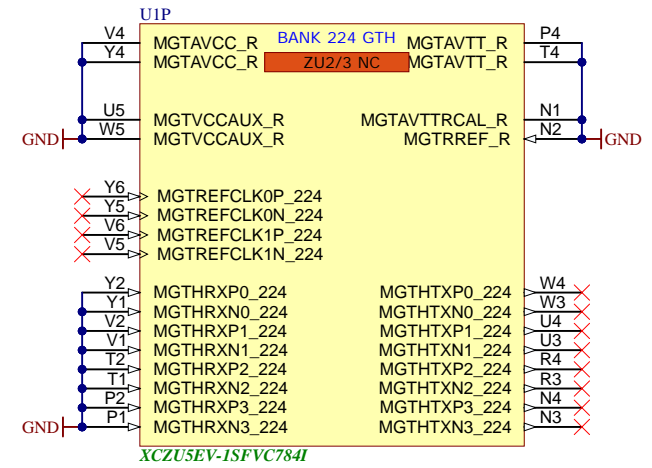 U1P
V4 MGTAVCC_R BANK 224 GTH MGTAVTT_R P4
Y4 MGTAVCC_R ZU2/3 NC MGTAVTT_R T4
U5 MGTVCCAUX_R MGTAVTTRCAL_R N1
GND W5 MGTVCCAUX_R MGTRREF_R N2 GND
Y6 MGTREFCLK0P_224
Y5 MGTREFCLK0N_224
V6 MGTREFCLK1P_224
V5 MGTREFCLK1N_224
Y2 MGTHRXP0_224 MGTHTXP0_224 W4
Y1 MGTHRXN0_224 MGTHTXN0_224 W3
V2 MGTHRXP1_224 MGTHTXP1_224 U4
V1 MGTHRXN1_224 MGTHTXN1_224 U3
T2 MGTHRXP2_224 MGTHTXP2_224 R4
T1 MGTHRXN2_224 MGTHTXN2_224 R3
P2 MGTHRXP3_224 MGTHTXP3_224 N4
GND P1 MGTHRXN3_224 MGTHTXN3_224 N3
XCZU5EV-1SFVC784I